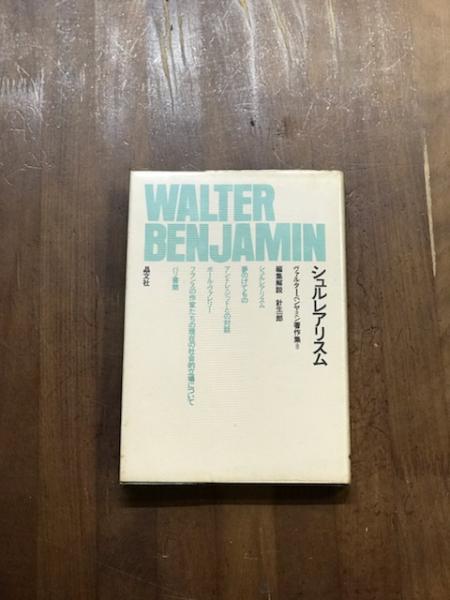 WALTER
BENJAMIN
シュルレアリスム
ヴァルター・ベンヤミン著作集8
編集解説 針生一郎
シュルレアリスム
夢のげてもの
アンドレ・ジッドとの対話
ポール・ヴァレリー
フランスの作家たちの現在の社会的立場について
パリ書簡
晶文社